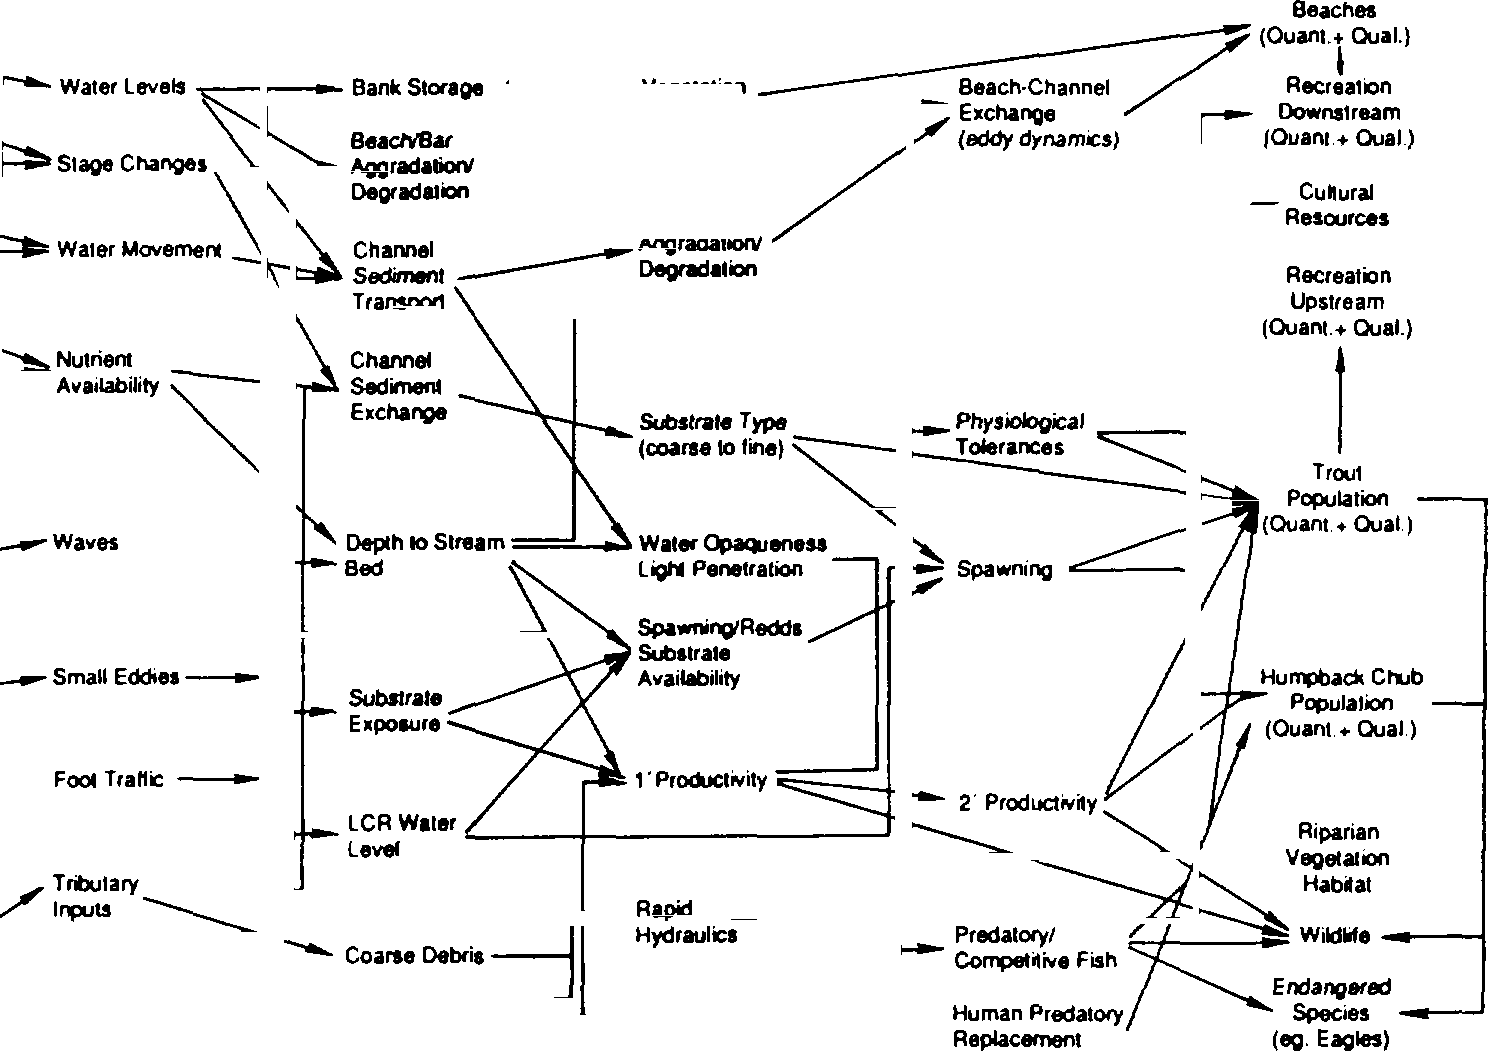 Water Levels
Stage Changes
Water Movement
Nutrient
Availability
Waves
Small Eddies
Foot Traffic
Tributary
Inputs
Bank Storage
Beach/Bar
Aggradation/
Degradation
Channel
Sediment
Transport
Channel
Sediment
Exchange
Depth to Stream
Bed
Substrate
Exposure
LCR Water
Level
Coarse Debris
Vegetation
Aggradation/
Degradation
Substrate Type
(coarse to fine)
Water Opaqueness
Light Penetration
Spawning/Redds
Substrate
Availability
1° Productivity
Rapid
Hydraulics
Beach-Channel
Exchange
(eddy dynamics)
Physiological
Tolerances
Spawning
2° Productivity
Predatory/
Competitive Fish
Human Predatory
Replacement
Beaches
(Quant.+ Qual.)
Recreation
Downstream
(Quant.+ Qual.)
Cultural
Resources
Recreation
Upstream
(Quant.+ Qual.)
Trout
Population
(Quant.+ Qual.)
Humpback Chub
Population
(Quant.+ Qual.)
Riparian
Vegetation
Habitat
Wildlife
Endangered
Species
(eg. Eagles)